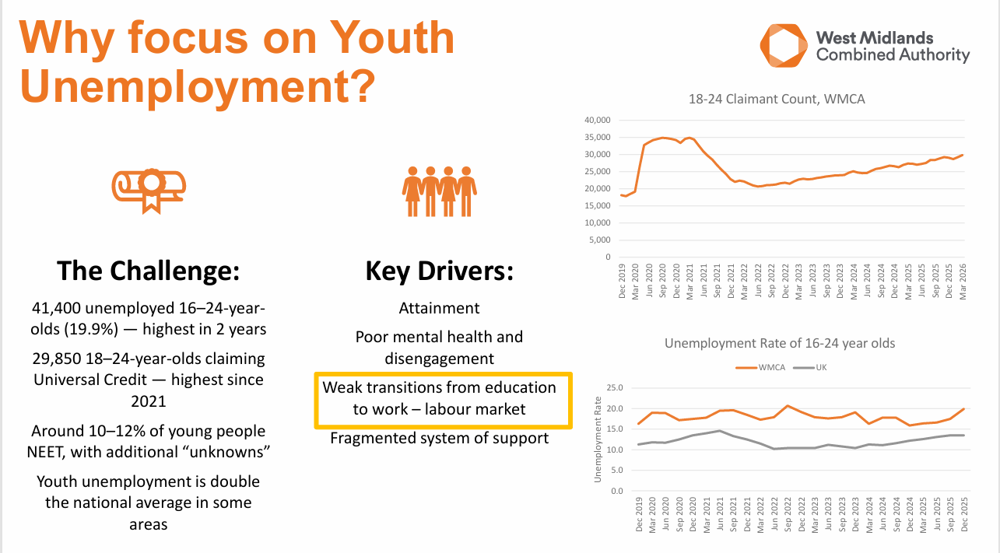 Why focus on Youth
Unemployment?
West Midlands
Combined Authority
The Challenge:
41,400 unemployed 16–24-year-
olds (19.9%) — highest in 2 years
29,850 18–24-year-olds claiming
Universal Credit — highest since
2021
Around 10–12% of young people
NEET, with additional “unknowns”
Youth unemployment is double
the national average in some
areas
Key Drivers:
Attainment
Poor mental health and
disengagement
Weak transitions from education
to work – labour market
Fragmented system of support
18-24 Claimant Count, WMCA
40,000
35,000
30,000
25,000
20,000
15,000
10,000
5,000
0
Dec 2019
Mar 2020
Jun 2020
Sep 2020
Dec 2020
Mar 2021
Jun 2021
Sep 2021
Dec 2021
Mar 2022
Jun 2022
Sep 2022
Dec 2022
Mar 2023
Jun 2023
Sep 2023
Dec 2023
Mar 2024
Jun 2024
Sep 2024
Dec 2024
Mar 2025
Jun 2025
Sep 2025
Dec 2025
Mar 2026
Unemployment Rate of 16-24 year olds
WMCA
UK
Unemployment Rate
25.0
20.0
15.0
10.0
5.0
0.0
Dec 2019
Mar 2020
Jun 2020
Sep 2020
Dec 2020
Mar 2021
Jun 2021
Sep 2021
Dec 2021
Mar 2022
Jun 2022
Sep 2022
Dec 2022
Mar 2023
Jun 2023
Sep 2023
Dec 2023
Mar 2024
Jun 2024
Sep 2024
Dec 2024
Mar 2025
Jun 2025
Sep 2025
Dec 2025